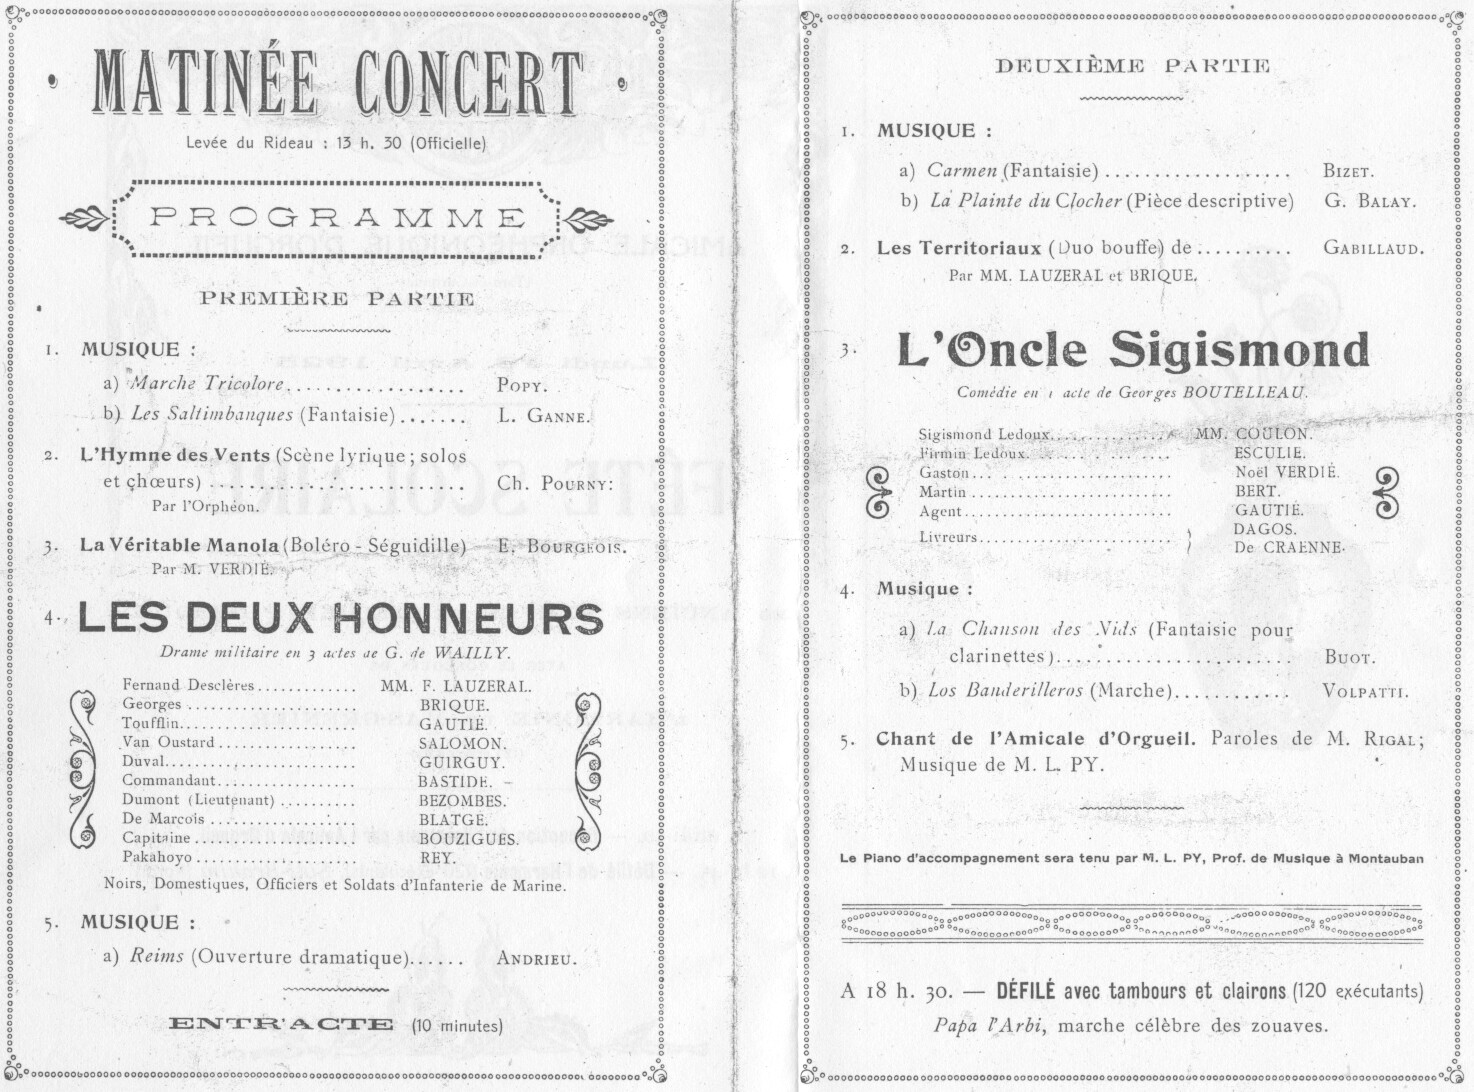 MATINÉE CONCERT
Levée du Rideau : 13 h. 30 (Officielle)
PROGRAMME
PREMIÈRE PARTIE
1. MUSIQUE :
a) Marche Tricolore.................. POPY.
b) Les Saltimbanques (Fantaisie) ....... L. GANNE.
2. L'Hymne des Vents (Scène lyrique ; solos
et chœurs) .......................... CH. POURNY.
Par l'Orphéon.
3. La Véritable Manola (Boléro - Séguidille) E. BOURGEOIS.
Par M. VERDIÉ.
4. LES DEUX HONNEURS
Drame militaire en 3 actes de G. de WAILLY.
Fernand Desclères ............. MM. F. LAUZERAL.
Georges ...................... BRIQUE.
Toufflin....................... GAUTIÉ.
Van Oustard .................. SALOMON.
Duval......................... GUIRGUY.
Commandant................... BASTIDE. –
Dumont (Lieutenant) .......... BEZOMBES.
De Marcois ................... BLATGÉ.
Capitaine ..................... BOUZIGUES.
Pakahoyo ..................... REY.
Noirs, Domestiques, Officiers et Soldats d'Infanterie de Marine.
5. MUSIQUE :
a) Reims (Ouverture dramatique)...... ANDRIEU.
ENTR'ACTE (10 minutes)
DEUXIÈME PARTIE
1. MUSIQUE :
a) Carmen (Fantaisie) ................... BIZET.
b) La Plainte du Clocher (Pièce descriptive) G. BALAY.
2. Les Territoriaux (Duo bouffe) de .......... GABILLAUD.
Par MM. LAUZERAL et BRIQUE.
3. L'Oncle Sigismond
Comédie en 1 acte de Georges BOUTELLEAU.
Sigismond Ledoux................ MM. COULON.
Firmin Ledoux.................... ESCULIE.
Gaston........................... Noël VERDIÉ.
Martin ........................... BERT.
Agent............................ GAUTIÉ.
Livreurs.......................... } DAGOS.
De CRAENNE.
4. Musique :
a) La Chanson des Nids (Fantaisie pour
clarinettes)........................ BUOT.
b) Los Banderilleros (Marche)............ VOLPATTI.
5. Chant de l'Amicale d'Orgueil. Paroles de M. RIGAL ;
Musique de M. L. PY.
Le Piano d'accompagnement sera tenu par M. L. PY, Prof. de Musique à Montauban
A 18 h. 30. — DÉFILÉ avec tambours et clairons (120 exécutants)
Papa l'Arbi, marche célèbre des zouaves.